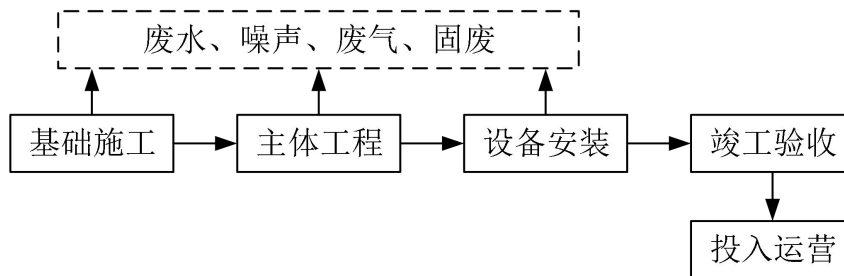 废水、噪声、废气、固废
基础施工
主体工程
设备安装
竣工验收
投入运营